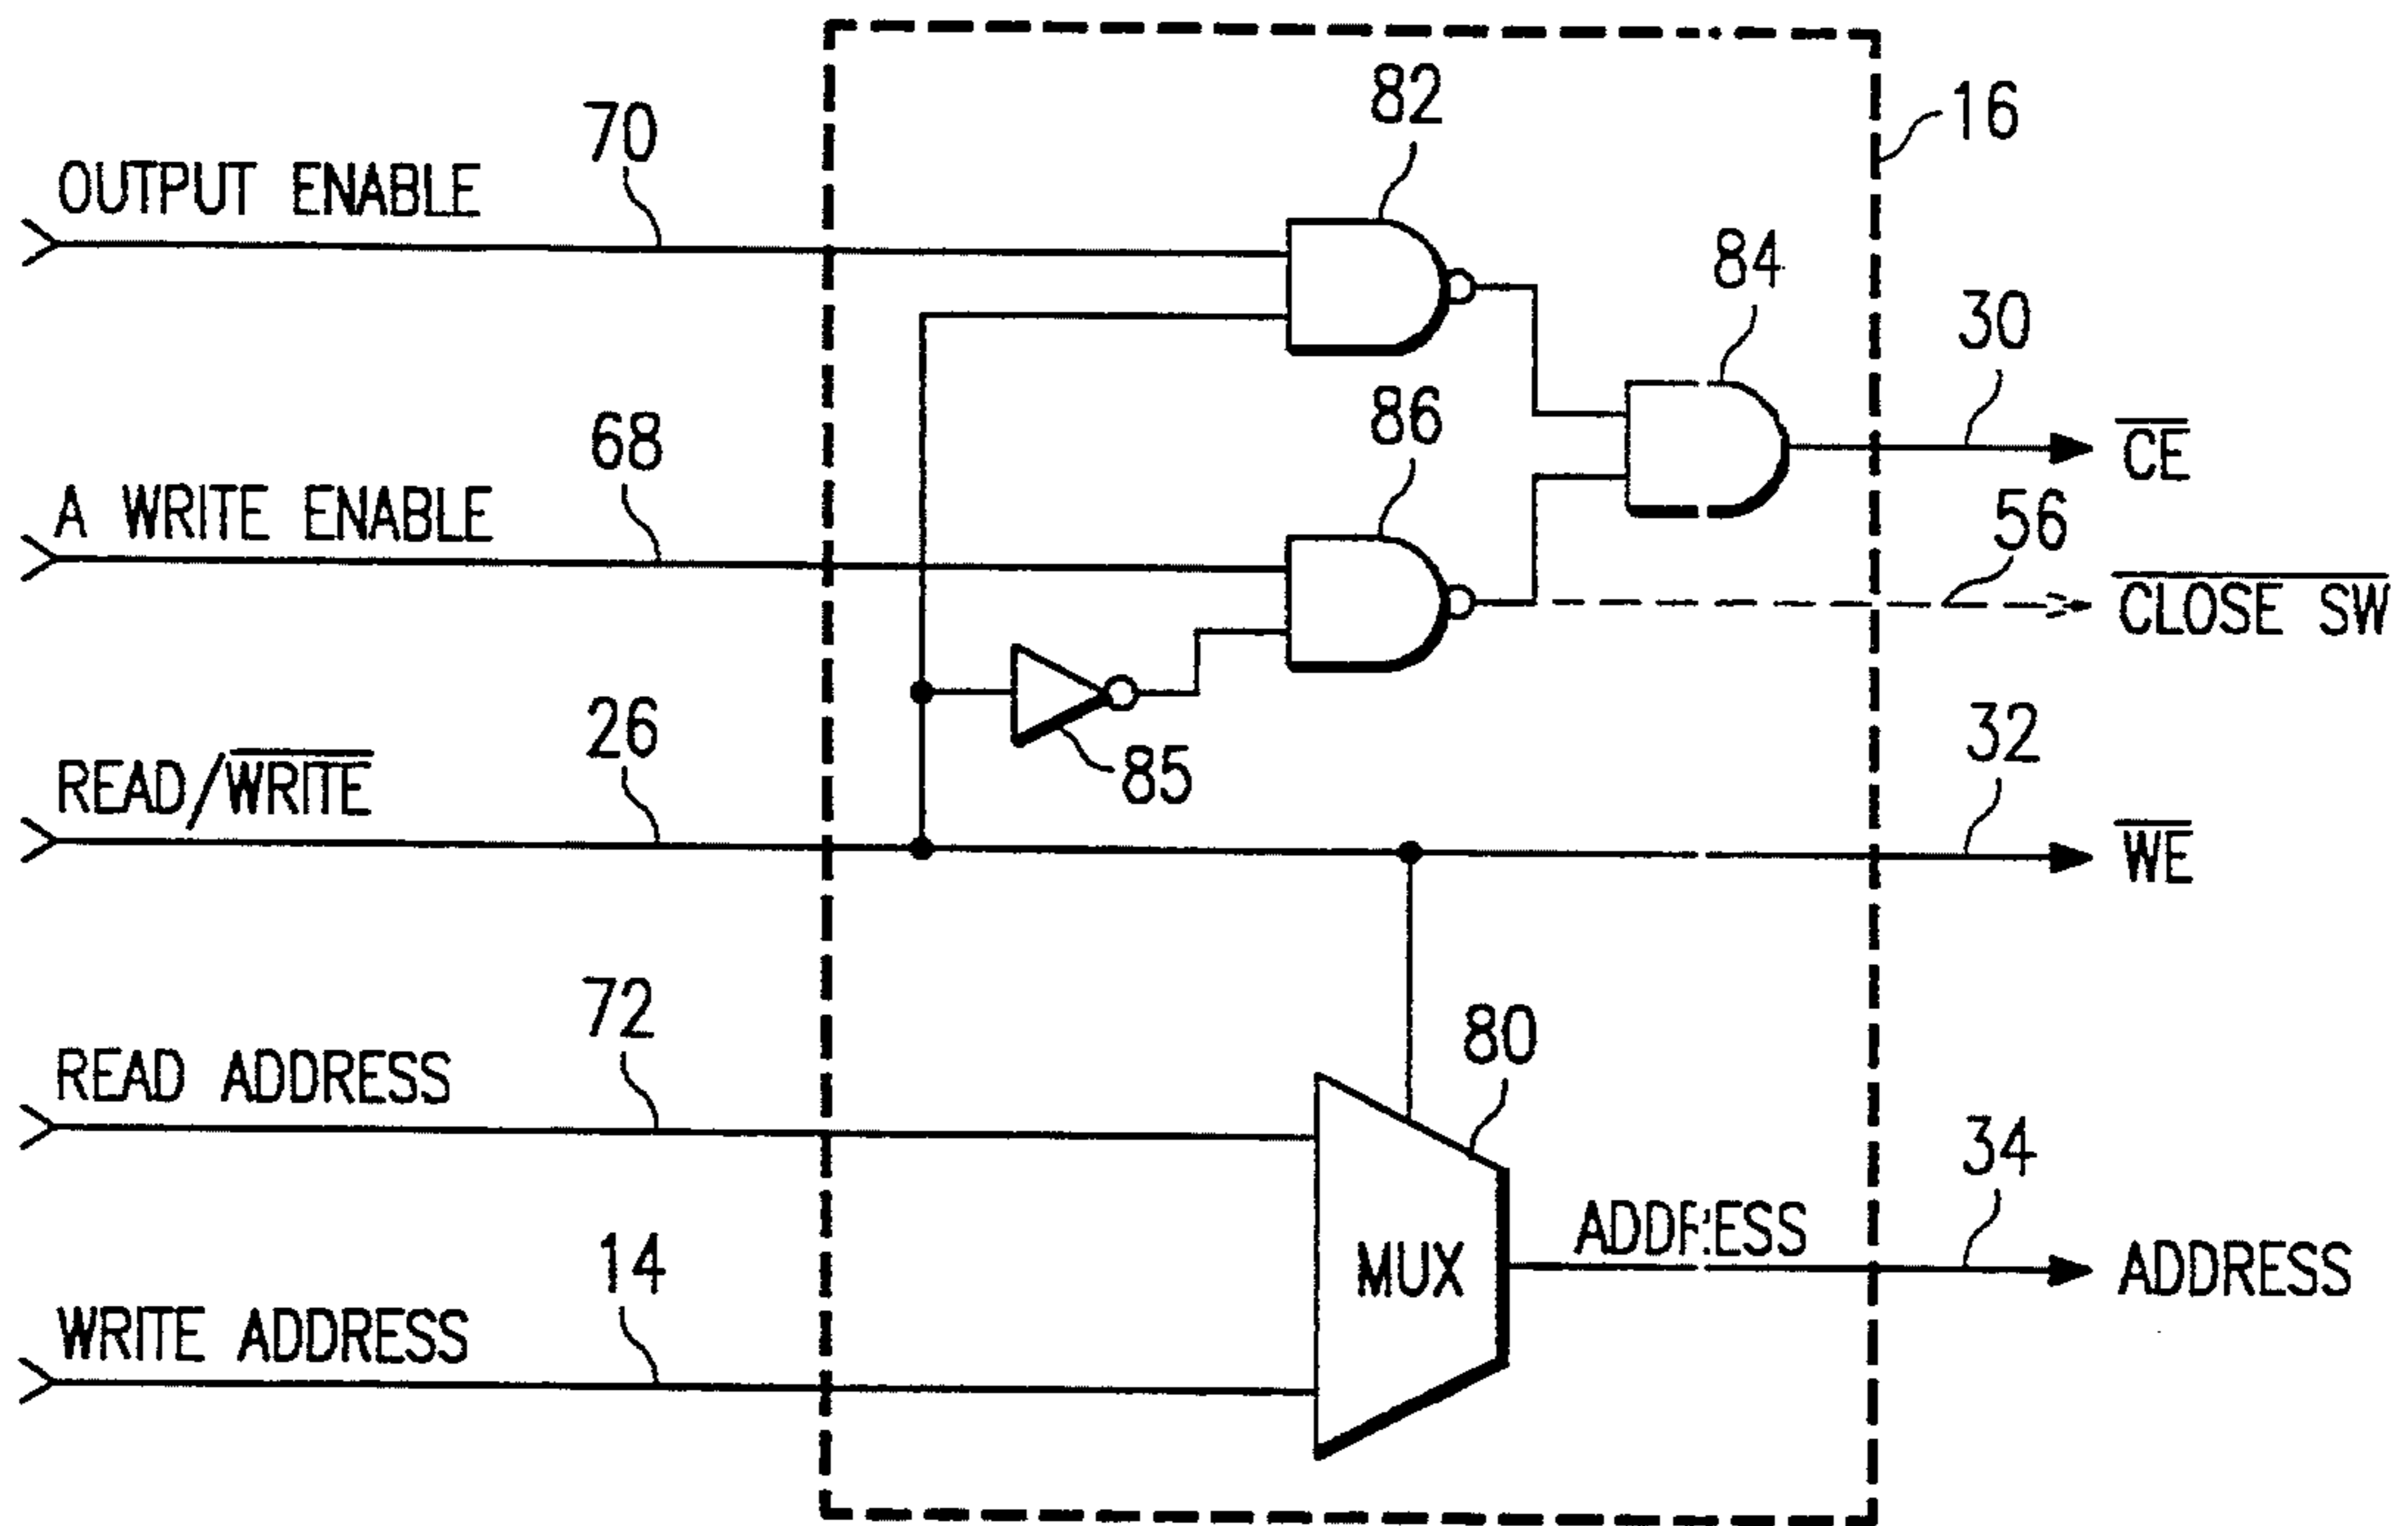 82
16
70
OUTPUT ENABLE
84
30
86
CE
68
A WRITE ENABLE
56
CLOSE SW
26
32
85
READ/WRITE
WE
72
80
READ ADDRESS
34
ADDRESS
14
MUX
ADDRESS
WRITE ADDRESS